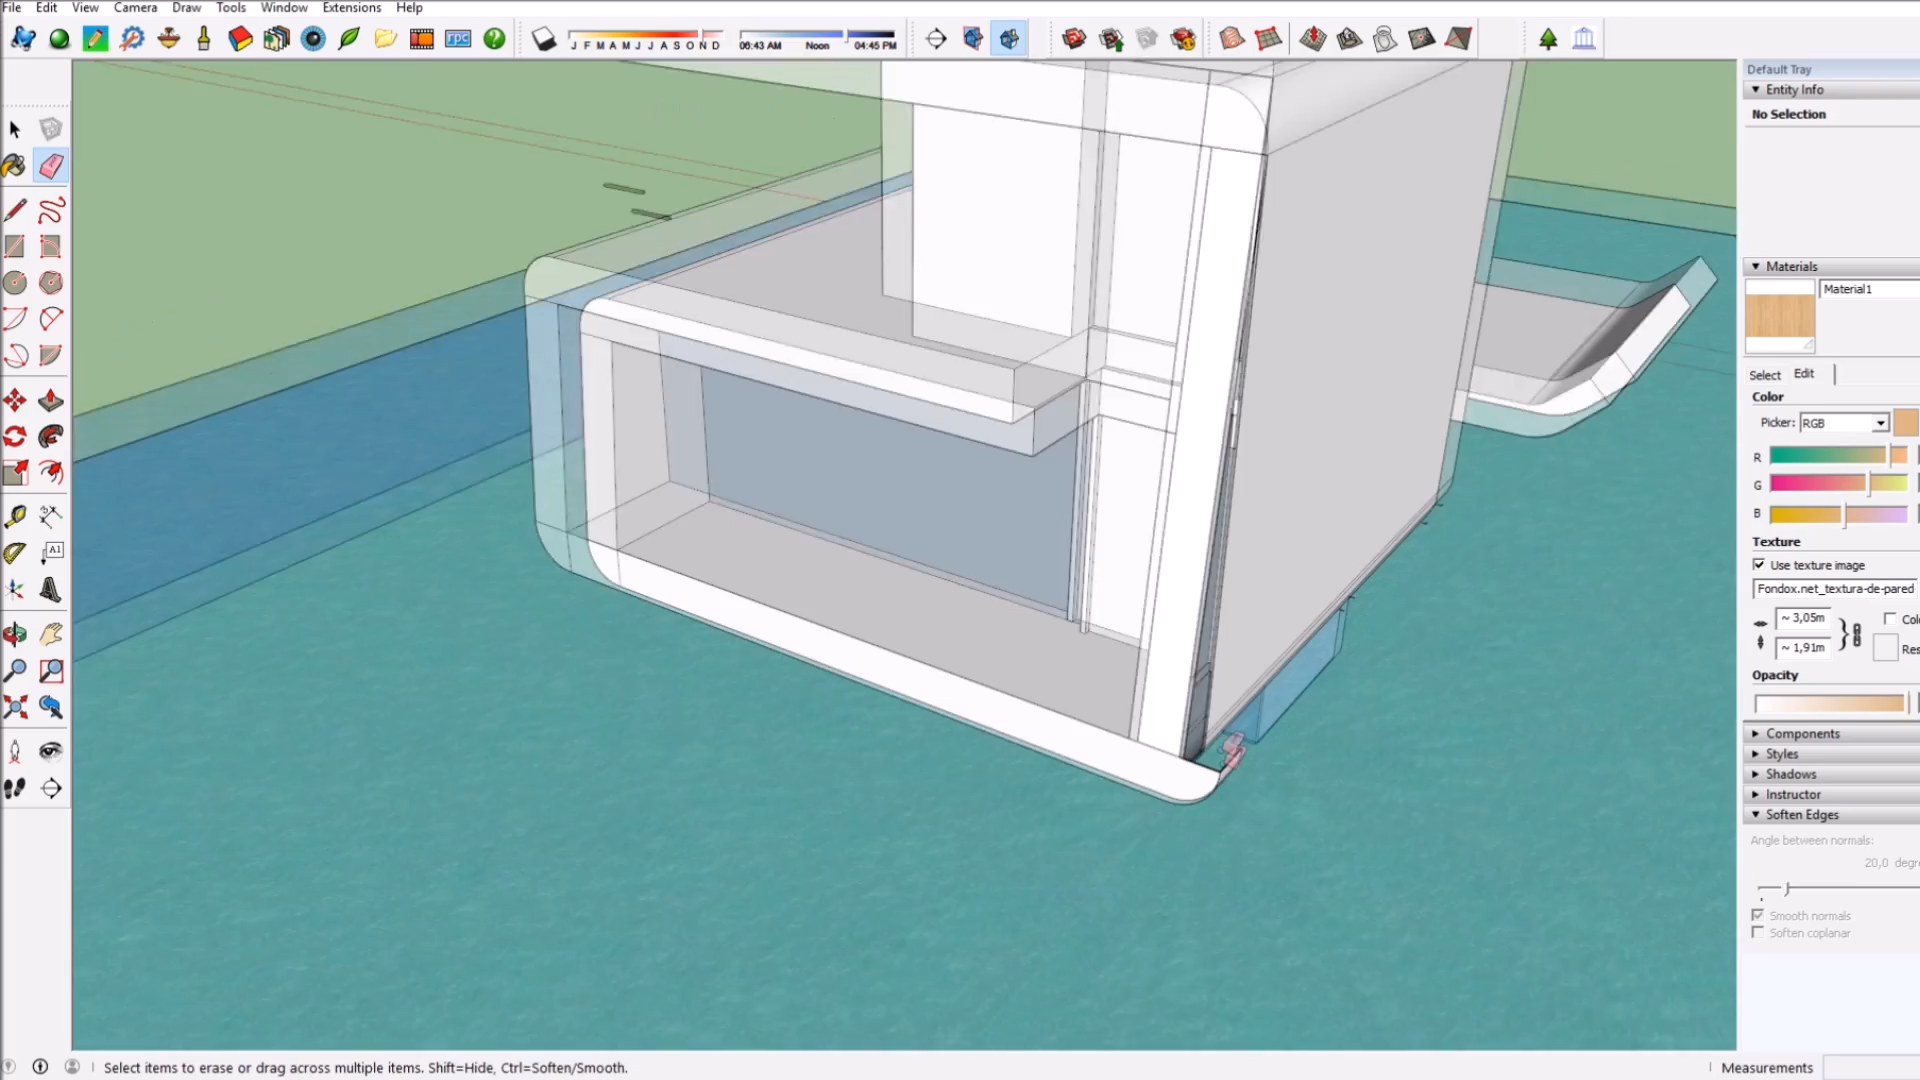 File Edit View Camera Draw Tools Window Extensions Help
rpc
J F M A M J J A S O N D
06:43 AM Noon 04:45 PM
Default Tray
Entity Info
No Selection
Materials
Material1
Select Edit
Color
Picker: RGB
R
G
B
Texture
Use texture image
Fondox.net_textura-de-pared
~ 3,05m
~ 1,91m
Opacity
Components
Styles
Shadows
Instructor
Soften Edges
Angle between normals:
20,0
Smooth normals
Soften coplanar
A1
Select items to erase or drag across multiple items. Shift=Hide, Ctrl=Soften/Smooth.
Measurements